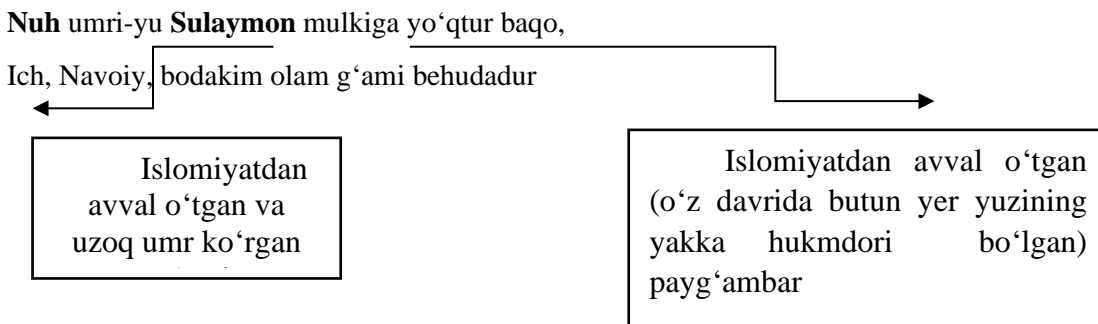 Nuh umri-yu Sulaymon mulkiga yo‘qtur baqo,
Ich, Navoiy, bodakim olam g‘ami behudadur
Islomiyatdan
avval o‘tgan va
uzoq umr ko‘rgan
Islomiyatdan avval o‘tgan
(o‘z davrida butun yer yuzining
yakka hukmdori bo‘lgan)
payg‘ambar